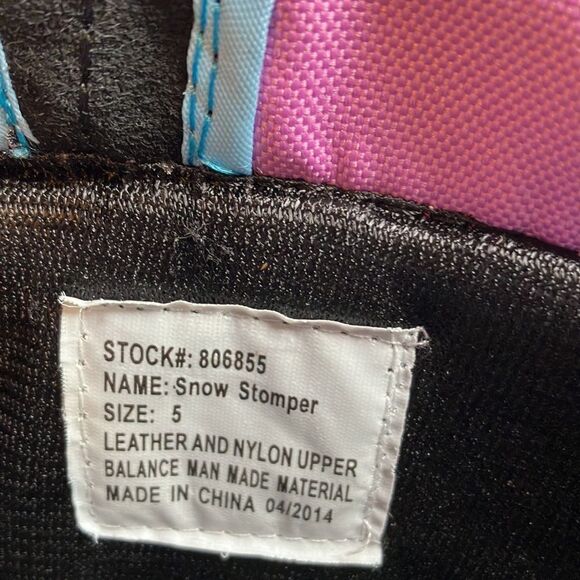 STOCK#: 806855
NAME: Snow Stomper
SIZE: 5
LEATHER AND NYLON UPPER
BALANCE MAN MADE MATERIAL
MADE IN CHINA 04/2014